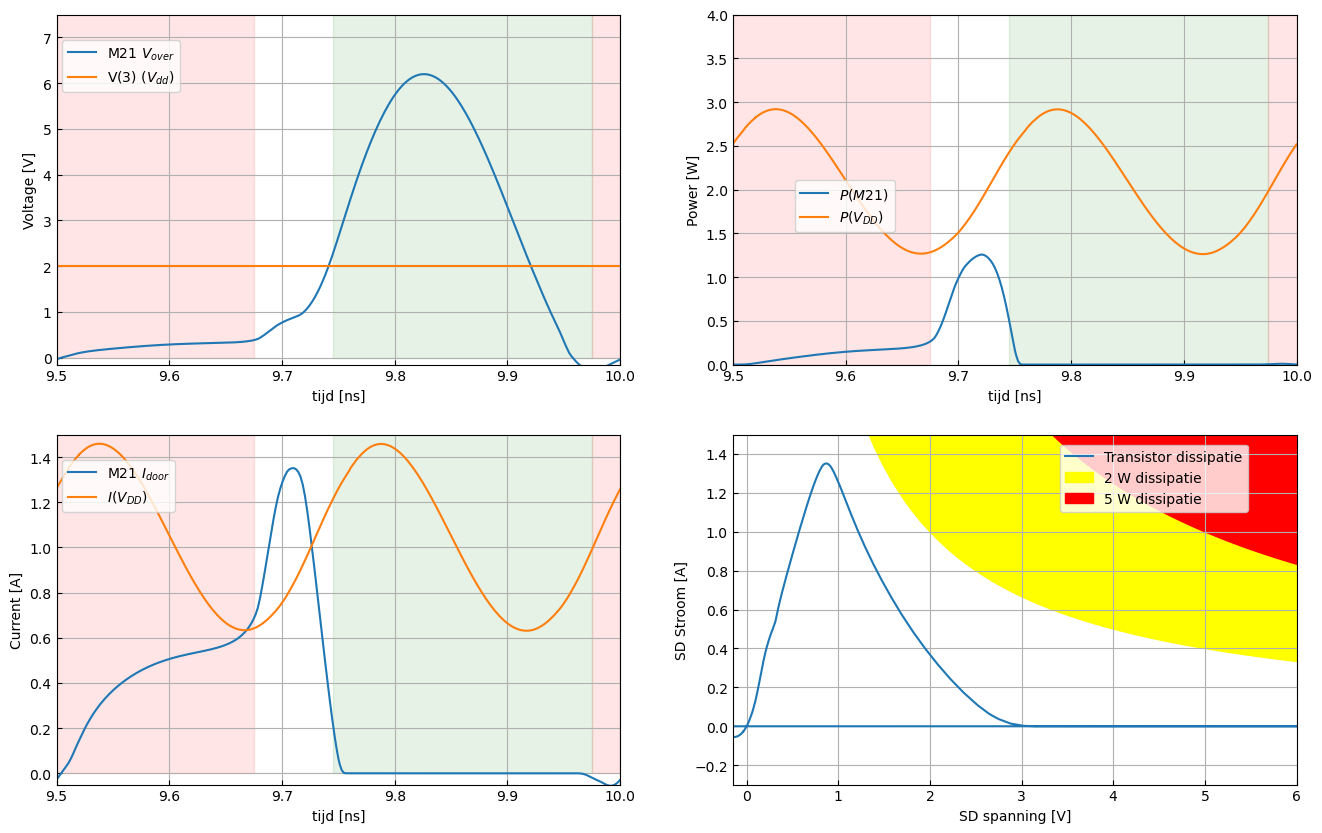 7
6
5
4
3
2
1
0
Voltage [V]
M21 V_over
V(3) (V_dd)
9.5 9.6 9.7 9.8 9.9 10.0
tijd [ns]
4.0
3.5
3.0
2.5
2.0
1.5
1.0
0.5
0.0
Power [W]
P(M21)
P(V_DD)
9.5 9.6 9.7 9.8 9.9 10.0
tijd [ns]
1.4
1.2
1.0
0.8
0.6
0.4
0.2
0.0
Current [A]
M21 I_door
I(V_DD)
9.5 9.6 9.7 9.8 9.9 10.0
tijd [ns]
1.4
1.2
1.0
0.8
0.6
0.4
0.2
0.0
−0.2
SD Stroom [A]
Transistor dissipatie
2 W dissipatie
5 W dissipatie
0 1 2 3 4 5 6
SD spanning [V]